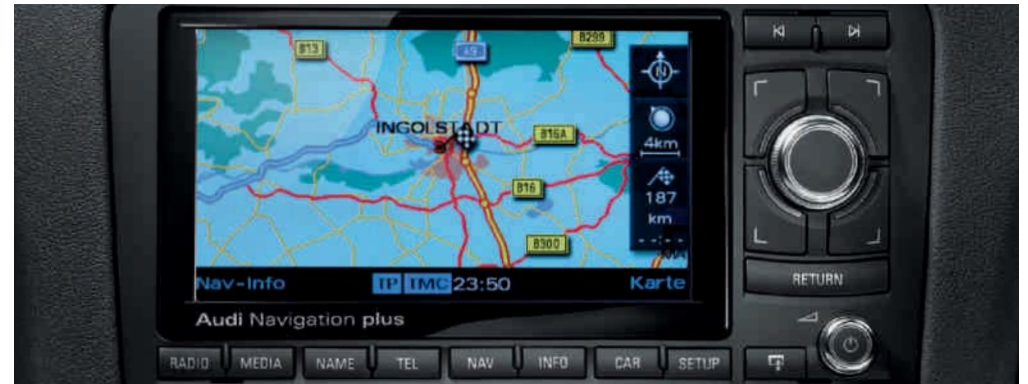 B13
A9
B299
N
INGOLSTADT
B16A
4km
B16
187
km
--:--
B300
Nav-Info TP TMC 23:50 Karte
RETURN
Audi Navigation plus
RADIO MEDIA NAME TEL NAV INFO CAR SETUP